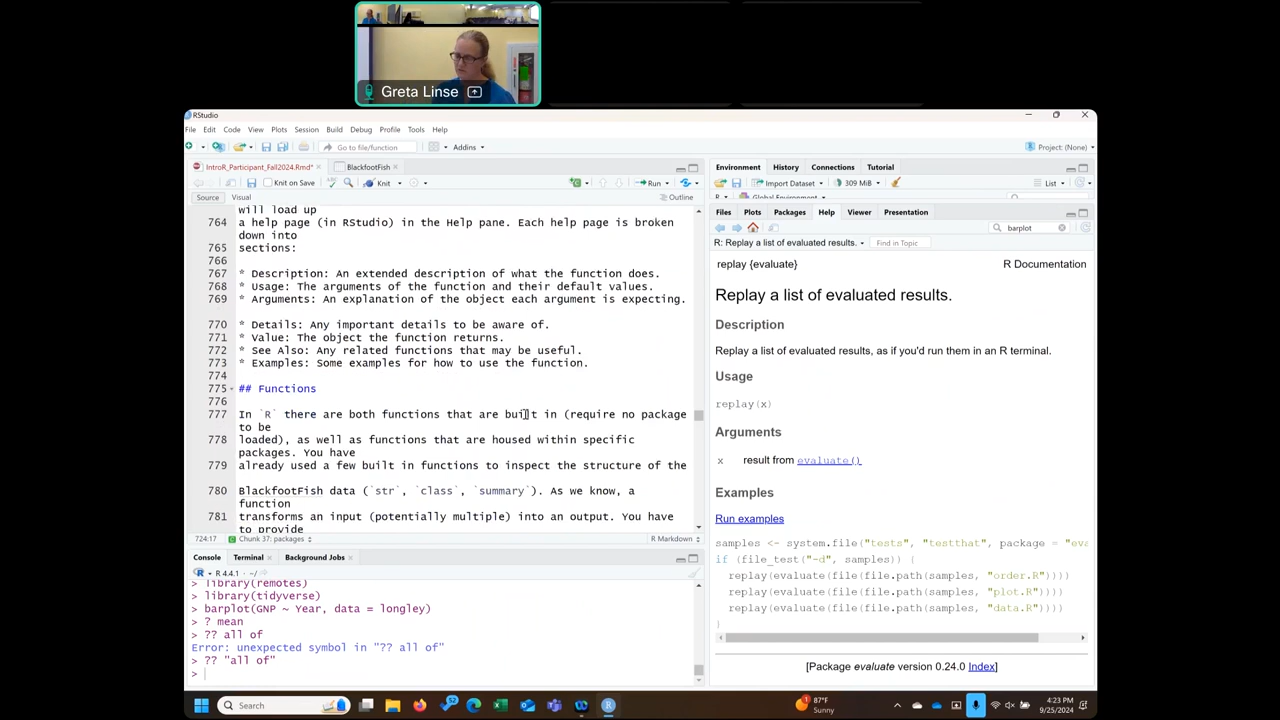 Greta Linse
RStudio
File Edit Code View Plots Session Build Debug Profile Tools Help
Go to file/function Addins Project: (None)
IntroR_Participant_Fall2024.Rmd* BlackfootFish
Knit on Save Knit Run
Source Visual Outline
will load up
764 a help page (in RStudio) in the Help pane. Each help page is broken
down into
765 sections:
766
767 * Description: An extended description of what the function does.
768 * Usage: The arguments of the function and their default values.
769 * Arguments: An explanation of the object each argument is expecting.
770 * Details: Any important details to be aware of.
771 * Value: The object the function returns.
772 * See Also: Any related functions that may be useful.
773 * Examples: Some examples for how to use the function.
774
775 ## Functions
776
777 In `R` there are both functions that are built in (require no package
to be
778 loaded), as well as functions that are housed within specific
packages. You have
779 already used a few built in functions to inspect the structure of the
780 BlackfootFish data (`str`, `class`, `summary`). As we know, a
function
781 transforms an input (potentially multiple) into an output. You have
to provide
724:17 Chunk 37: packages R Markdown
Console Terminal Background Jobs
R 4.4.1 · ~/
> library(remotes)
> library(tidyverse)
> barplot(GNP ~ Year, data = longley)
> ? mean
> ?? all of
Error: unexpected symbol in "?? all of"
> ?? "all of"
>
Environment History Connections Tutorial
Import Dataset 309 MiB List
R Global Environment
Files Plots Packages Help Viewer Presentation
barplot
R: Replay a list of evaluated results. Find in Topic
replay {evaluate} R Documentation
Replay a list of evaluated results.
Description
Replay a list of evaluated results, as if you'd run them in an R terminal.
Usage
replay(x)
Arguments
x result from evaluate()
Examples
Run examples
samples <- system.file("tests", "testthat", package = "eva
if (file_test("-d", samples)) {
replay(evaluate(file(file.path(samples, "order.R"))))
replay(evaluate(file(file.path(samples, "plot.R"))))
replay(evaluate(file(file.path(samples, "data.R"))))
}
[Package evaluate version 0.24.0 Index]
Search
87°F
Sunny
4:23 PM
9/25/2024